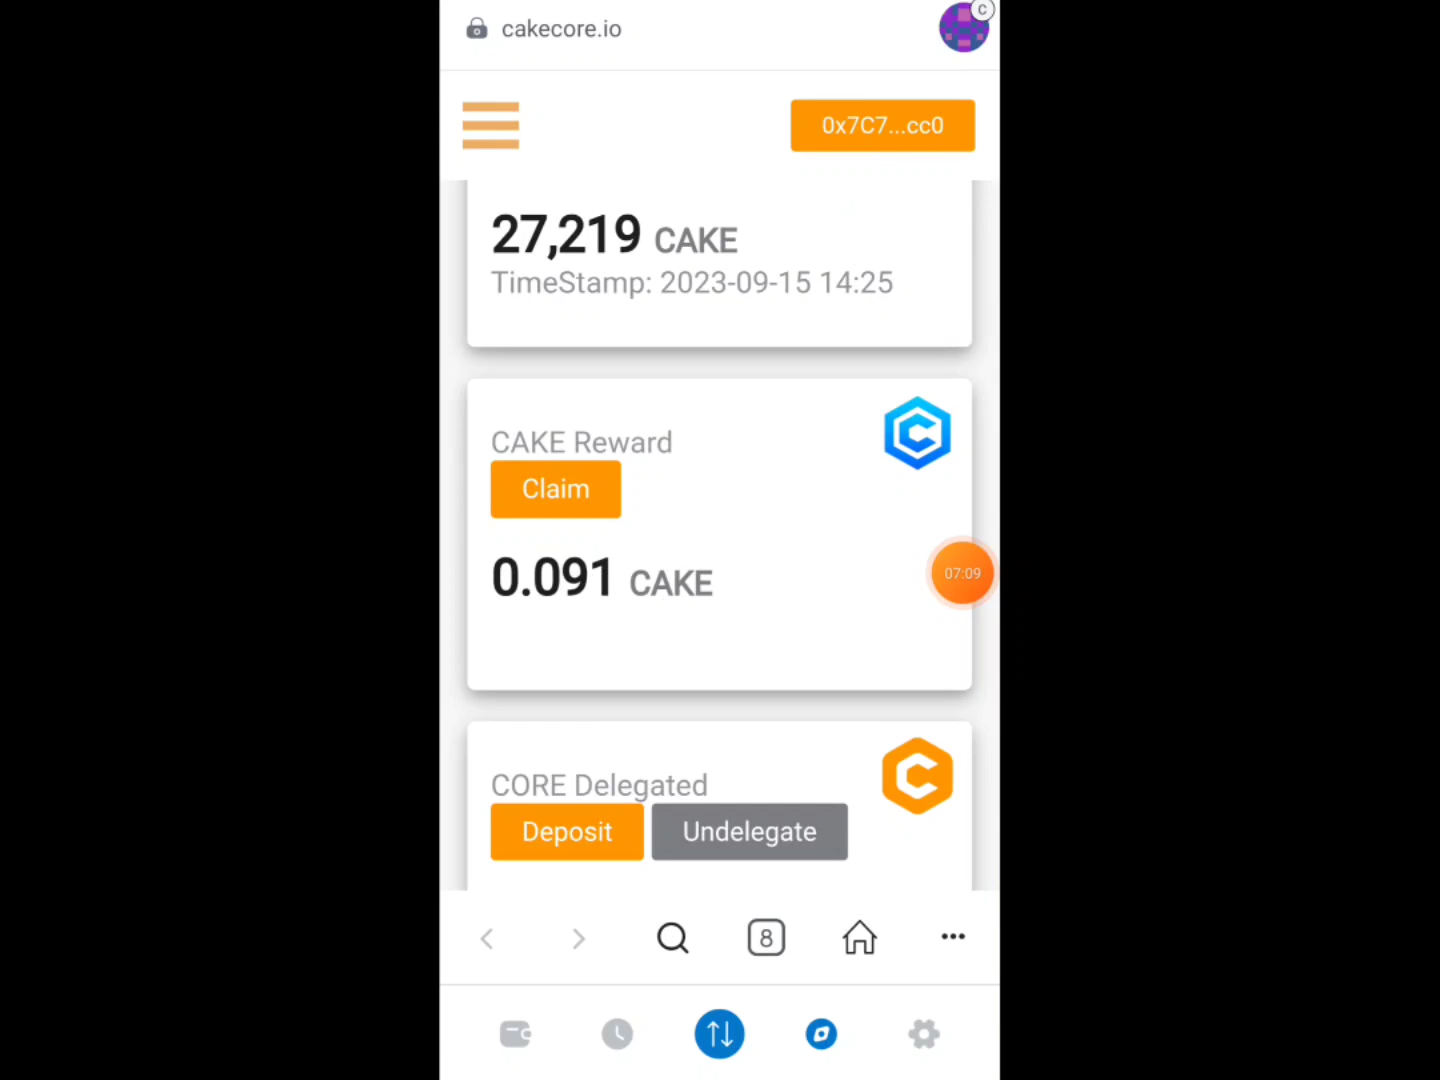 cakecore.io
C
0x7C7...cc0
27,219 CAKE
TimeStamp: 2023-09-15 14:25
CAKE Reward
Claim
0.091 CAKE
07:09
CORE Delegated
Deposit Undelegate
8